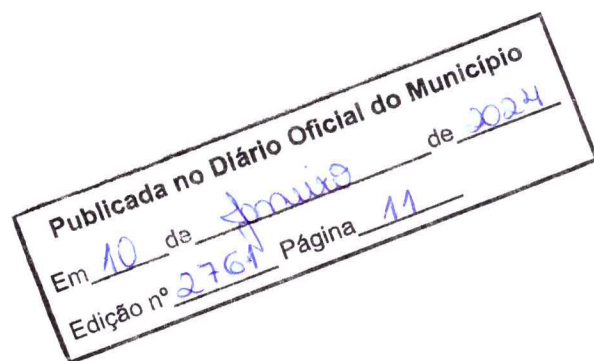 Publicada no Diário Oficial do Município
Em 10 de Janeiro de 2024
Edição nº 2761 Página 11